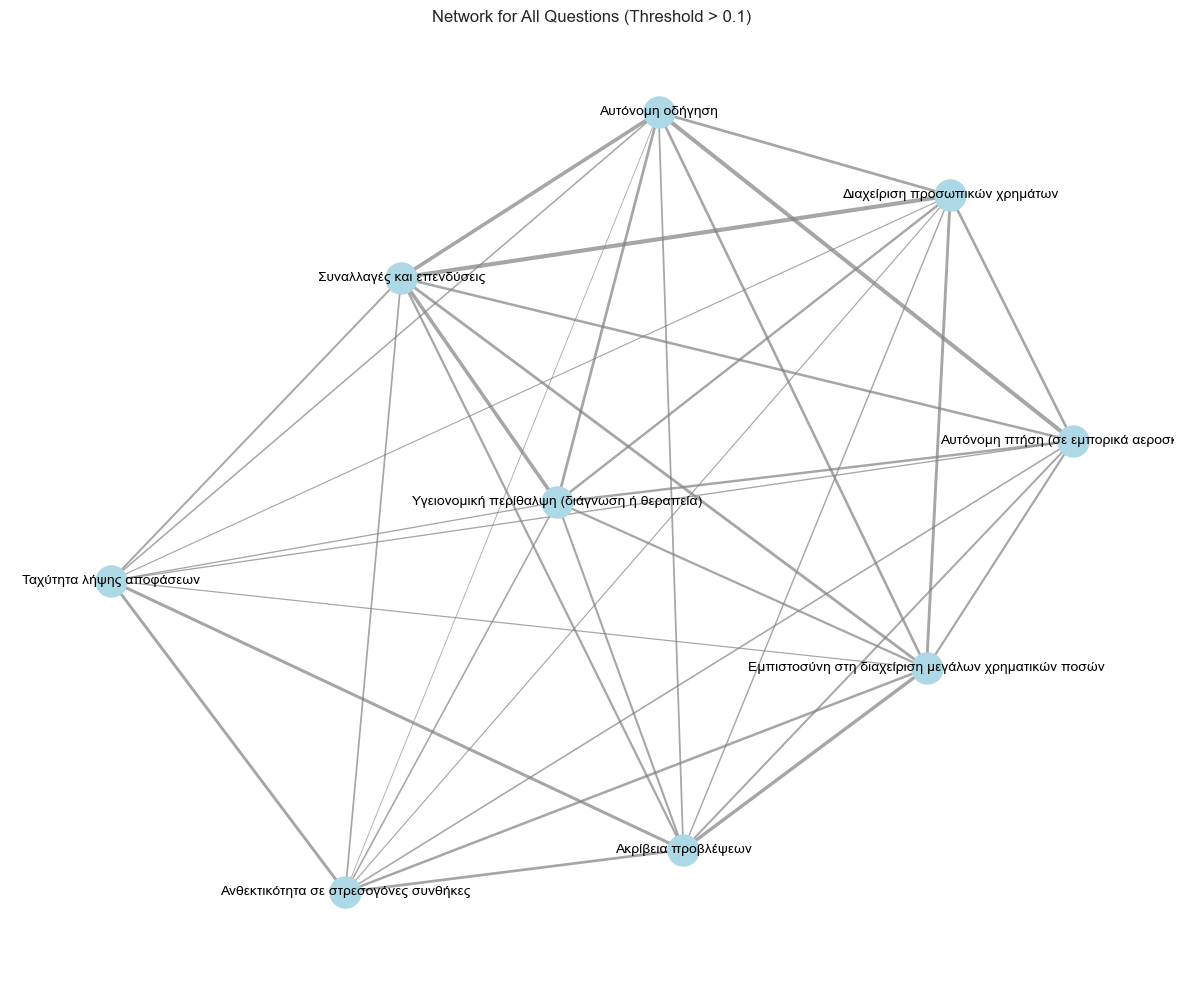 Network for All Questions (Threshold > 0.1)
Αυτόνομη οδήγηση
Διαχείριση προσωπικών χρημάτων
Συναλλαγές και επενδύσεις
Αυτόνομη πτήση (σε εμπορικά αεροσκ
Υγειονομική περίθαλψη (διάγνωση ή θεραπεία)
Ταχύτητα λήψης αποφάσεων
Εμπιστοσύνη στη διαχείριση μεγάλων χρηματικών ποσών
Ακρίβεια προβλέψεων
Ανθεκτικότητα σε στρεσογόνες συνθήκες